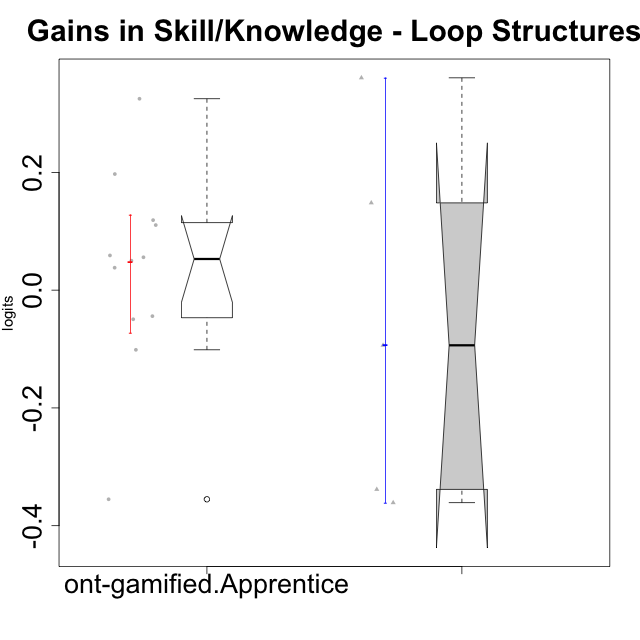 Gains in Skill/Knowledge - Loop Structures
0.2
0.0
-0.2
-0.4
logits
ont-gamified.Apprentice